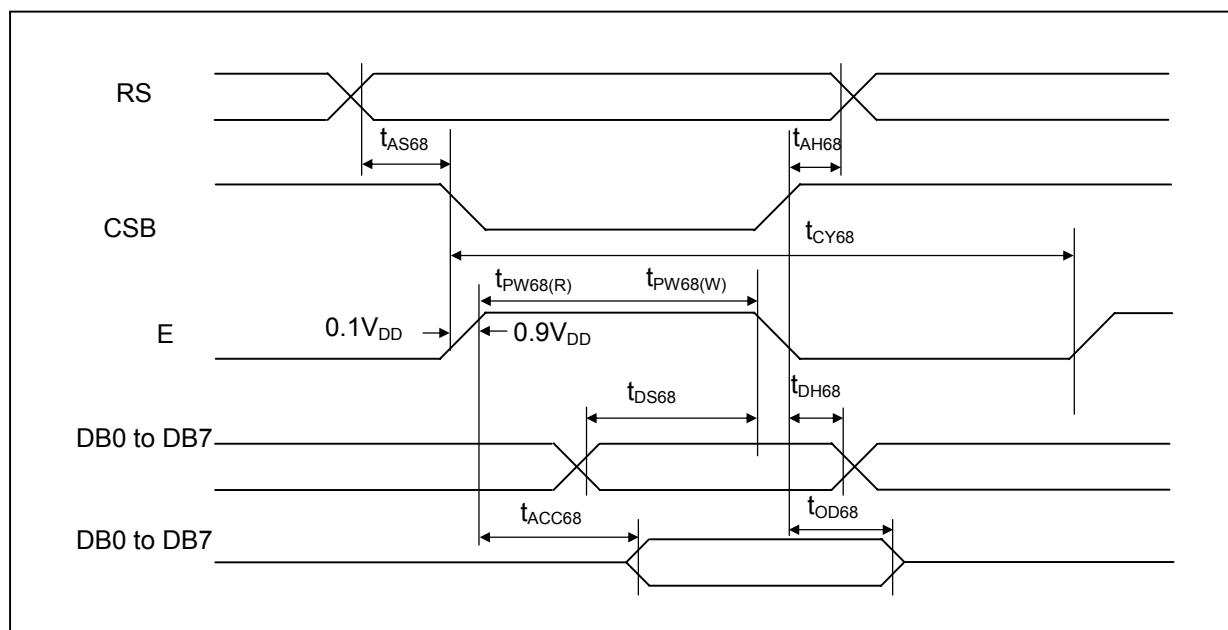 RS
tAS68
tAH68
CSB
tCY68
tPW68(R) tPW68(W)
0.1VDD
0.9VDD
E
tDS68
tDH68
DB0 to DB7
tACC68
tOD68
DB0 to DB7